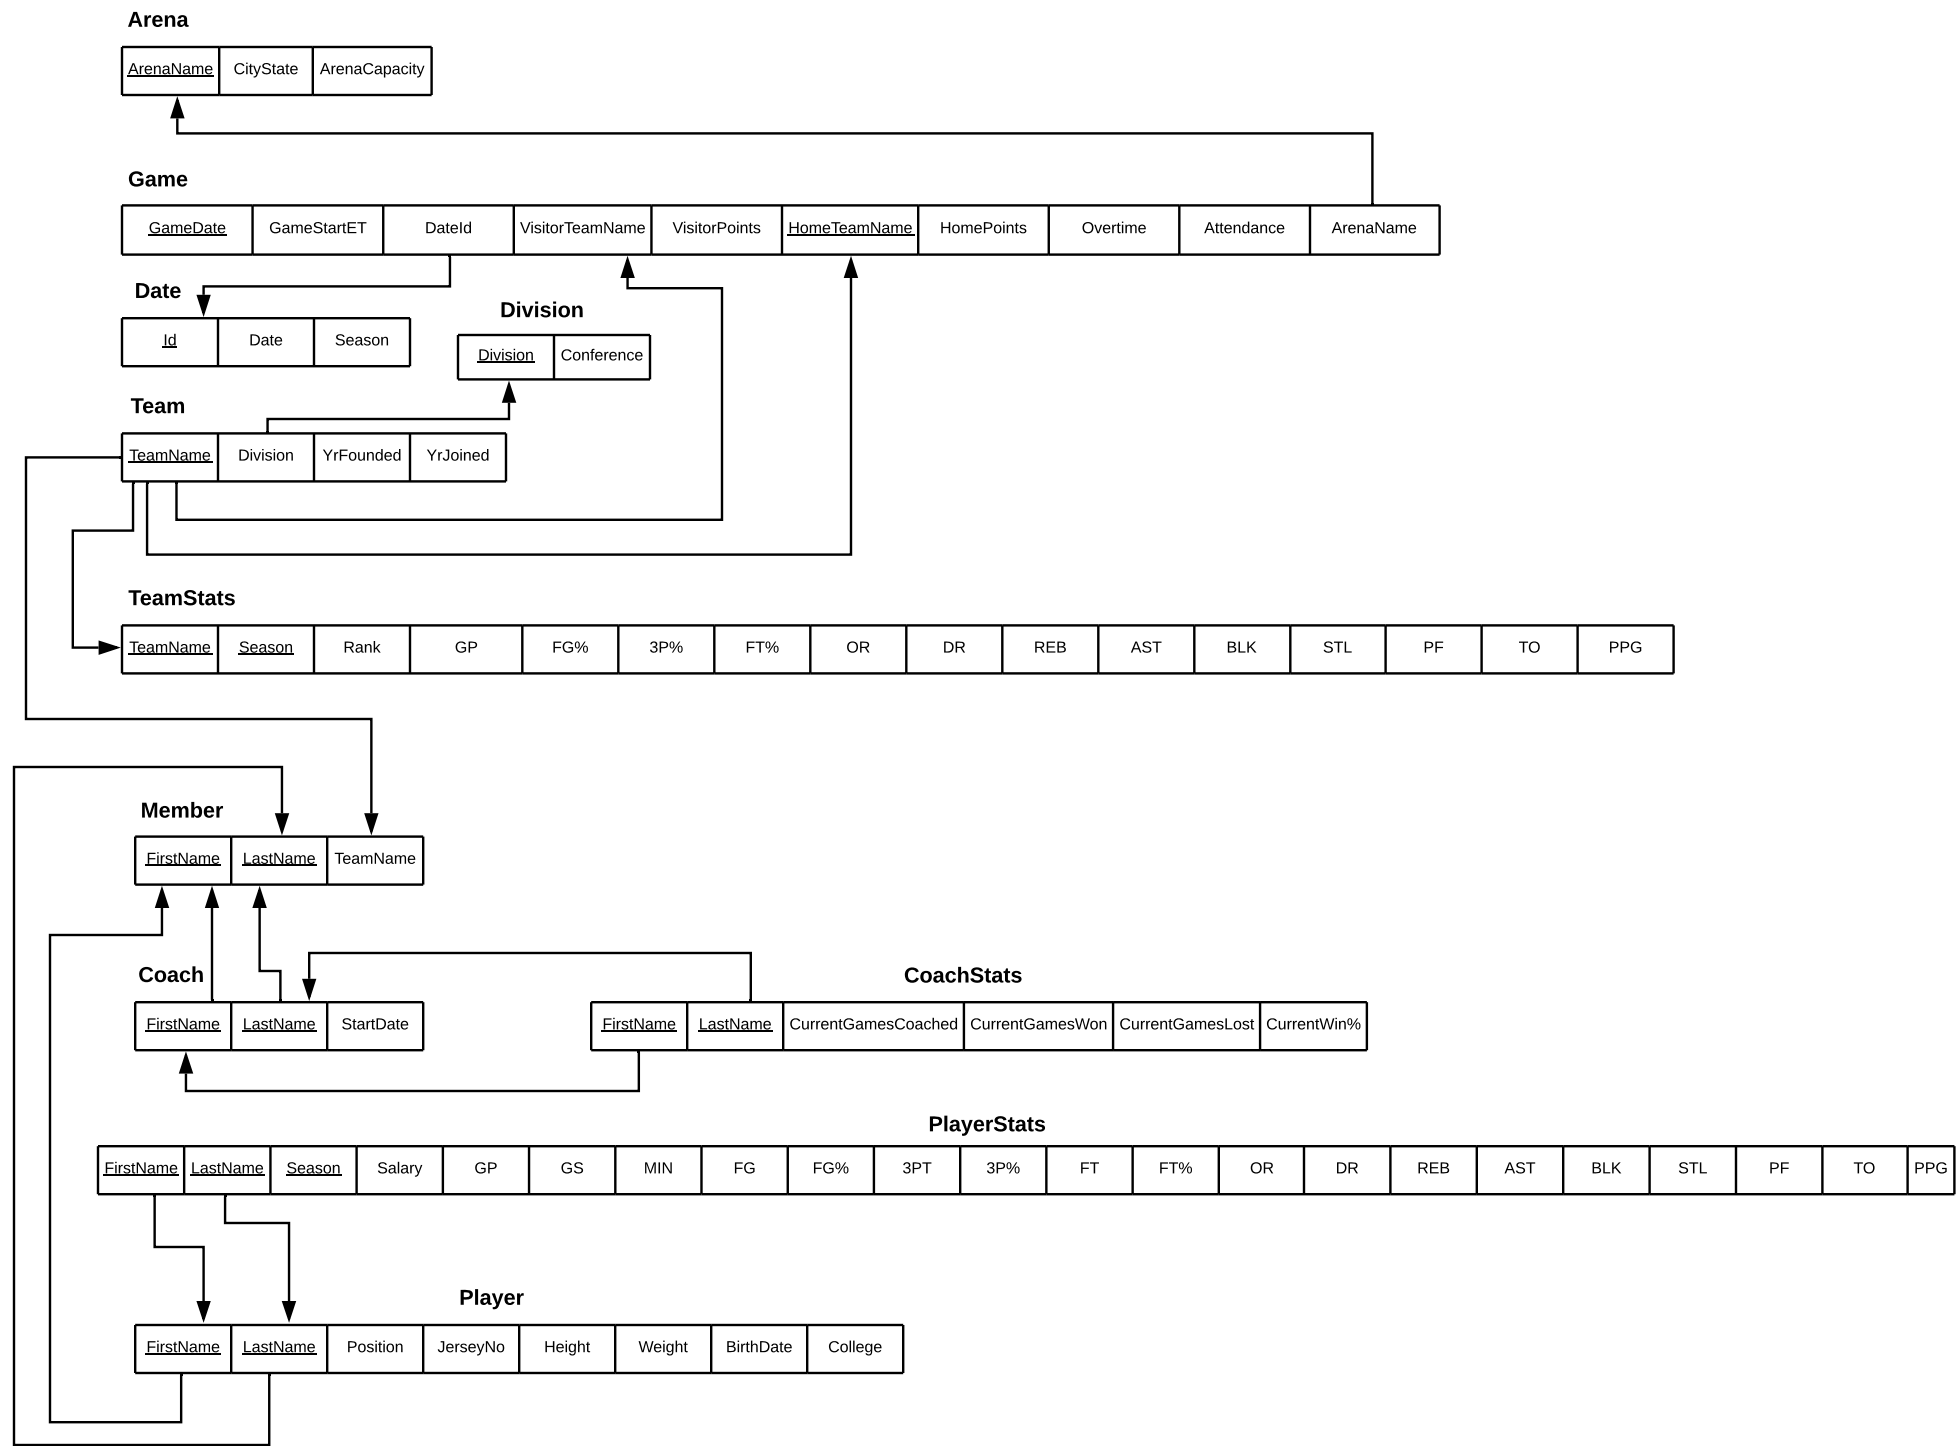 Arena
ArenaName CityState ArenaCapacity
Game
GameDate GameStartET DateId VisitorTeamName VisitorPoints HomeTeamName HomePoints Overtime Attendance ArenaName
Date
Id Date Season
Division
Division Conference
Team
TeamName Division YrFounded YrJoined
TeamStats
TeamName Season Rank GP FG% 3P% FT% OR DR REB AST BLK STL PF TO PPG
Member
FirstName LastName TeamName
Coach
FirstName LastName StartDate
CoachStats
FirstName LastName CurrentGamesCoached CurrentGamesWon CurrentGamesLost CurrentWin%
PlayerStats
FirstName LastName Season Salary GP GS MIN FG FG% 3PT 3P% FT FT% OR DR REB AST BLK STL PF TO PPG
Player
FirstName LastName Position JerseyNo Height Weight BirthDate College